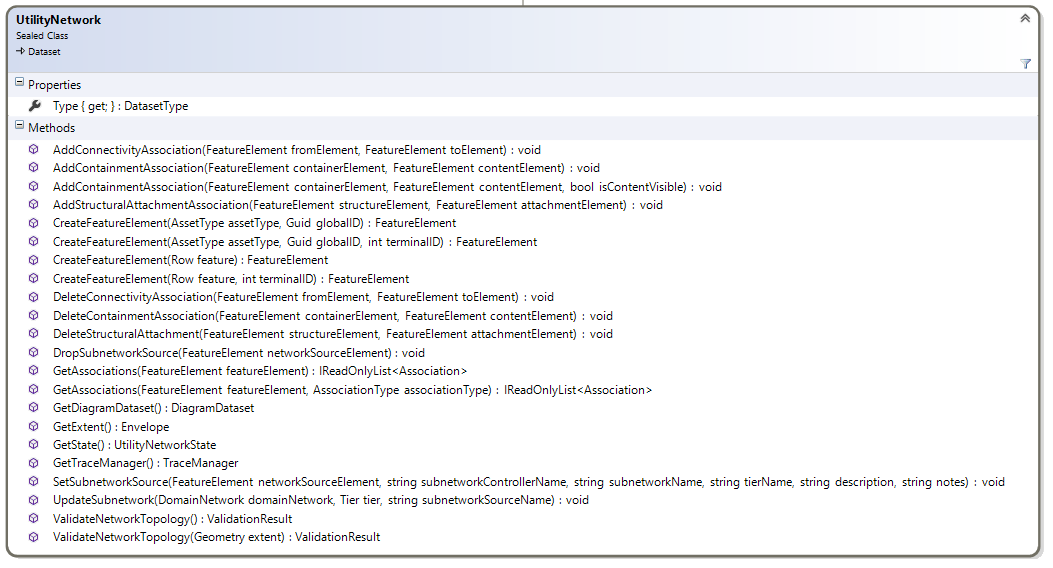 UtilityNetwork
Sealed Class
Dataset
Properties
Type { get; } : DatasetType
Methods
AddConnectivityAssociation(FeatureElement fromElement, FeatureElement toElement) : void
AddContainmentAssociation(FeatureElement containerElement, FeatureElement contentElement) : void
AddContainmentAssociation(FeatureElement containerElement, FeatureElement contentElement, bool isContentVisible) : void
AddStructuralAttachmentAssociation(FeatureElement structureElement, FeatureElement attachmentElement) : void
CreateFeatureElement(AssetType assetType, Guid globalID) : FeatureElement
CreateFeatureElement(AssetType assetType, Guid globalID, int terminalID) : FeatureElement
CreateFeatureElement(Row feature) : FeatureElement
CreateFeatureElement(Row feature, int terminalID) : FeatureElement
DeleteConnectivityAssociation(FeatureElement fromElement, FeatureElement toElement) : void
DeleteContainmentAssociation(FeatureElement containerElement, FeatureElement contentElement) : void
DeleteStructuralAttachment(FeatureElement structureElement, FeatureElement attachmentElement) : void
DropSubnetworkSource(FeatureElement networkSourceElement) : void
GetAssociations(FeatureElement featureElement) : IReadOnlyList<Association>
GetAssociations(FeatureElement featureElement, AssociationType associationType) : IReadOnlyList<Association>
GetDiagramDataset() : DiagramDataset
GetExtent() : Envelope
GetState() : UtilityNetworkState
GetTraceManager() : TraceManager
SetSubnetworkSource(FeatureElement networkSourceElement, string subnetworkControllerName, string subnetworkName, string tierName, string description, string notes) : void
UpdateSubnetwork(DomainNetwork domainNetwork, Tier tier, string subnetworkSourceName) : void
ValidateNetworkTopology() : ValidationResult
ValidateNetworkTopology(Geometry extent) : ValidationResult